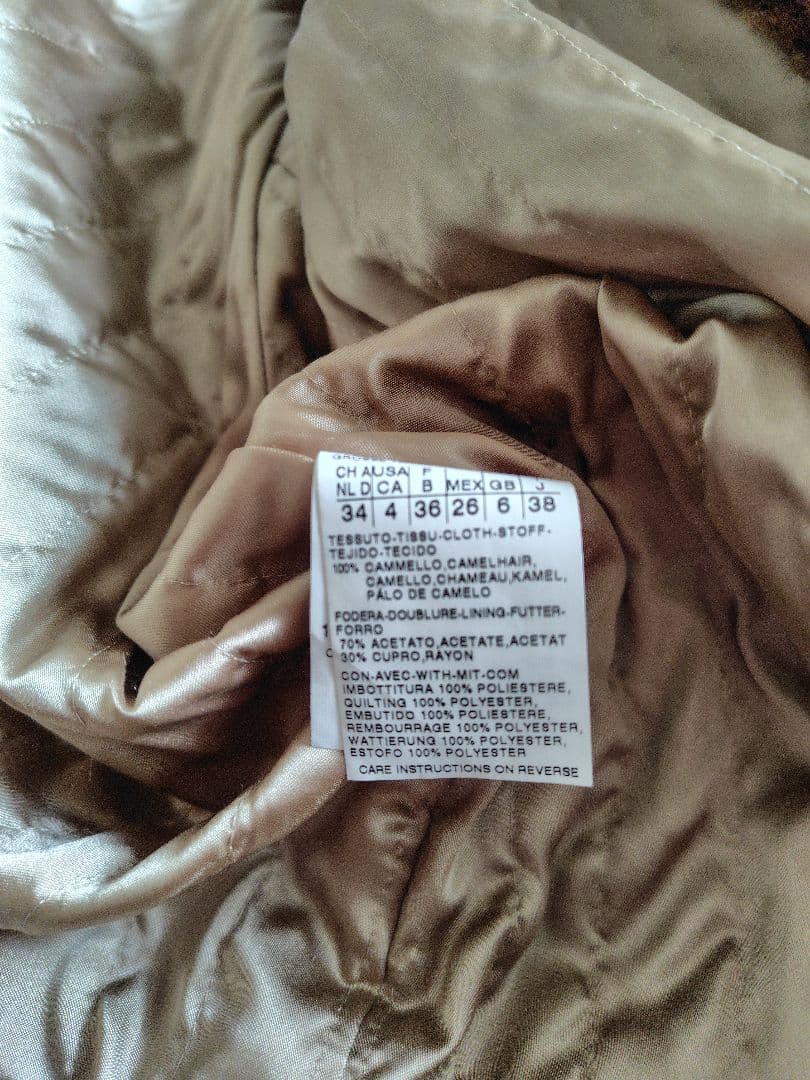 CH A USA F
NL D CA B MEX GB J
34 4 36 26 6 38
TESSUTO-TISSU-CLOTH-STOFF-
TEJIDO-TECIDO
100% CAMMELLO,CAMELHAIR,
CAMELLO,CHAMEAU,KAMEL,
PÁLO DE CAMELO
FODERA-DOUBLURE-LINING-FUTTER-
FORRO
70% ACETATO,ACETATE,ACETAT
30% CUPRO,RAYON
CON-AVEC-WITH-MIT-COM
IMBOTTITURA 100% POLIESTERE,
QUILTING 100% POLYESTER,
EMBUTIDO 100% POLIESTERE,
REMBOURRAGE 100% POLYESTER,
WATTIERUNG 100% POLYESTER,
ESTOFO 100% POLYESTER
CARE INSTRUCTIONS ON REVERSE